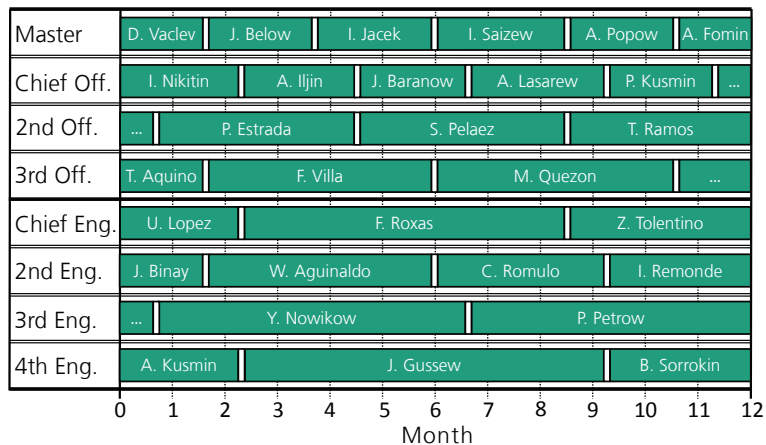 Master D. Vaclev J. Below I. Jacek I. Saizew A. Popow A. Fomin
Chief Off. I. Nikitin A. Iljin J. Baranow A. Lasarew P. Kusmin ...
2nd Off. ... P. Estrada S. Pelaez T. Ramos
3rd Off. T. Aquino F. Villa M. Quezon ...
Chief Eng. U. Lopez F. Roxas Z. Tolentino
2nd Eng. J. Binay W. Aguinaldo C. Romulo I. Remonde
3rd Eng. ... Y. Nowikow P. Petrow
4th Eng. A. Kusmin J. Gussew B. Sorrokin
0 1 2 3 4 5 6 7 8 9 10 11 12
Month